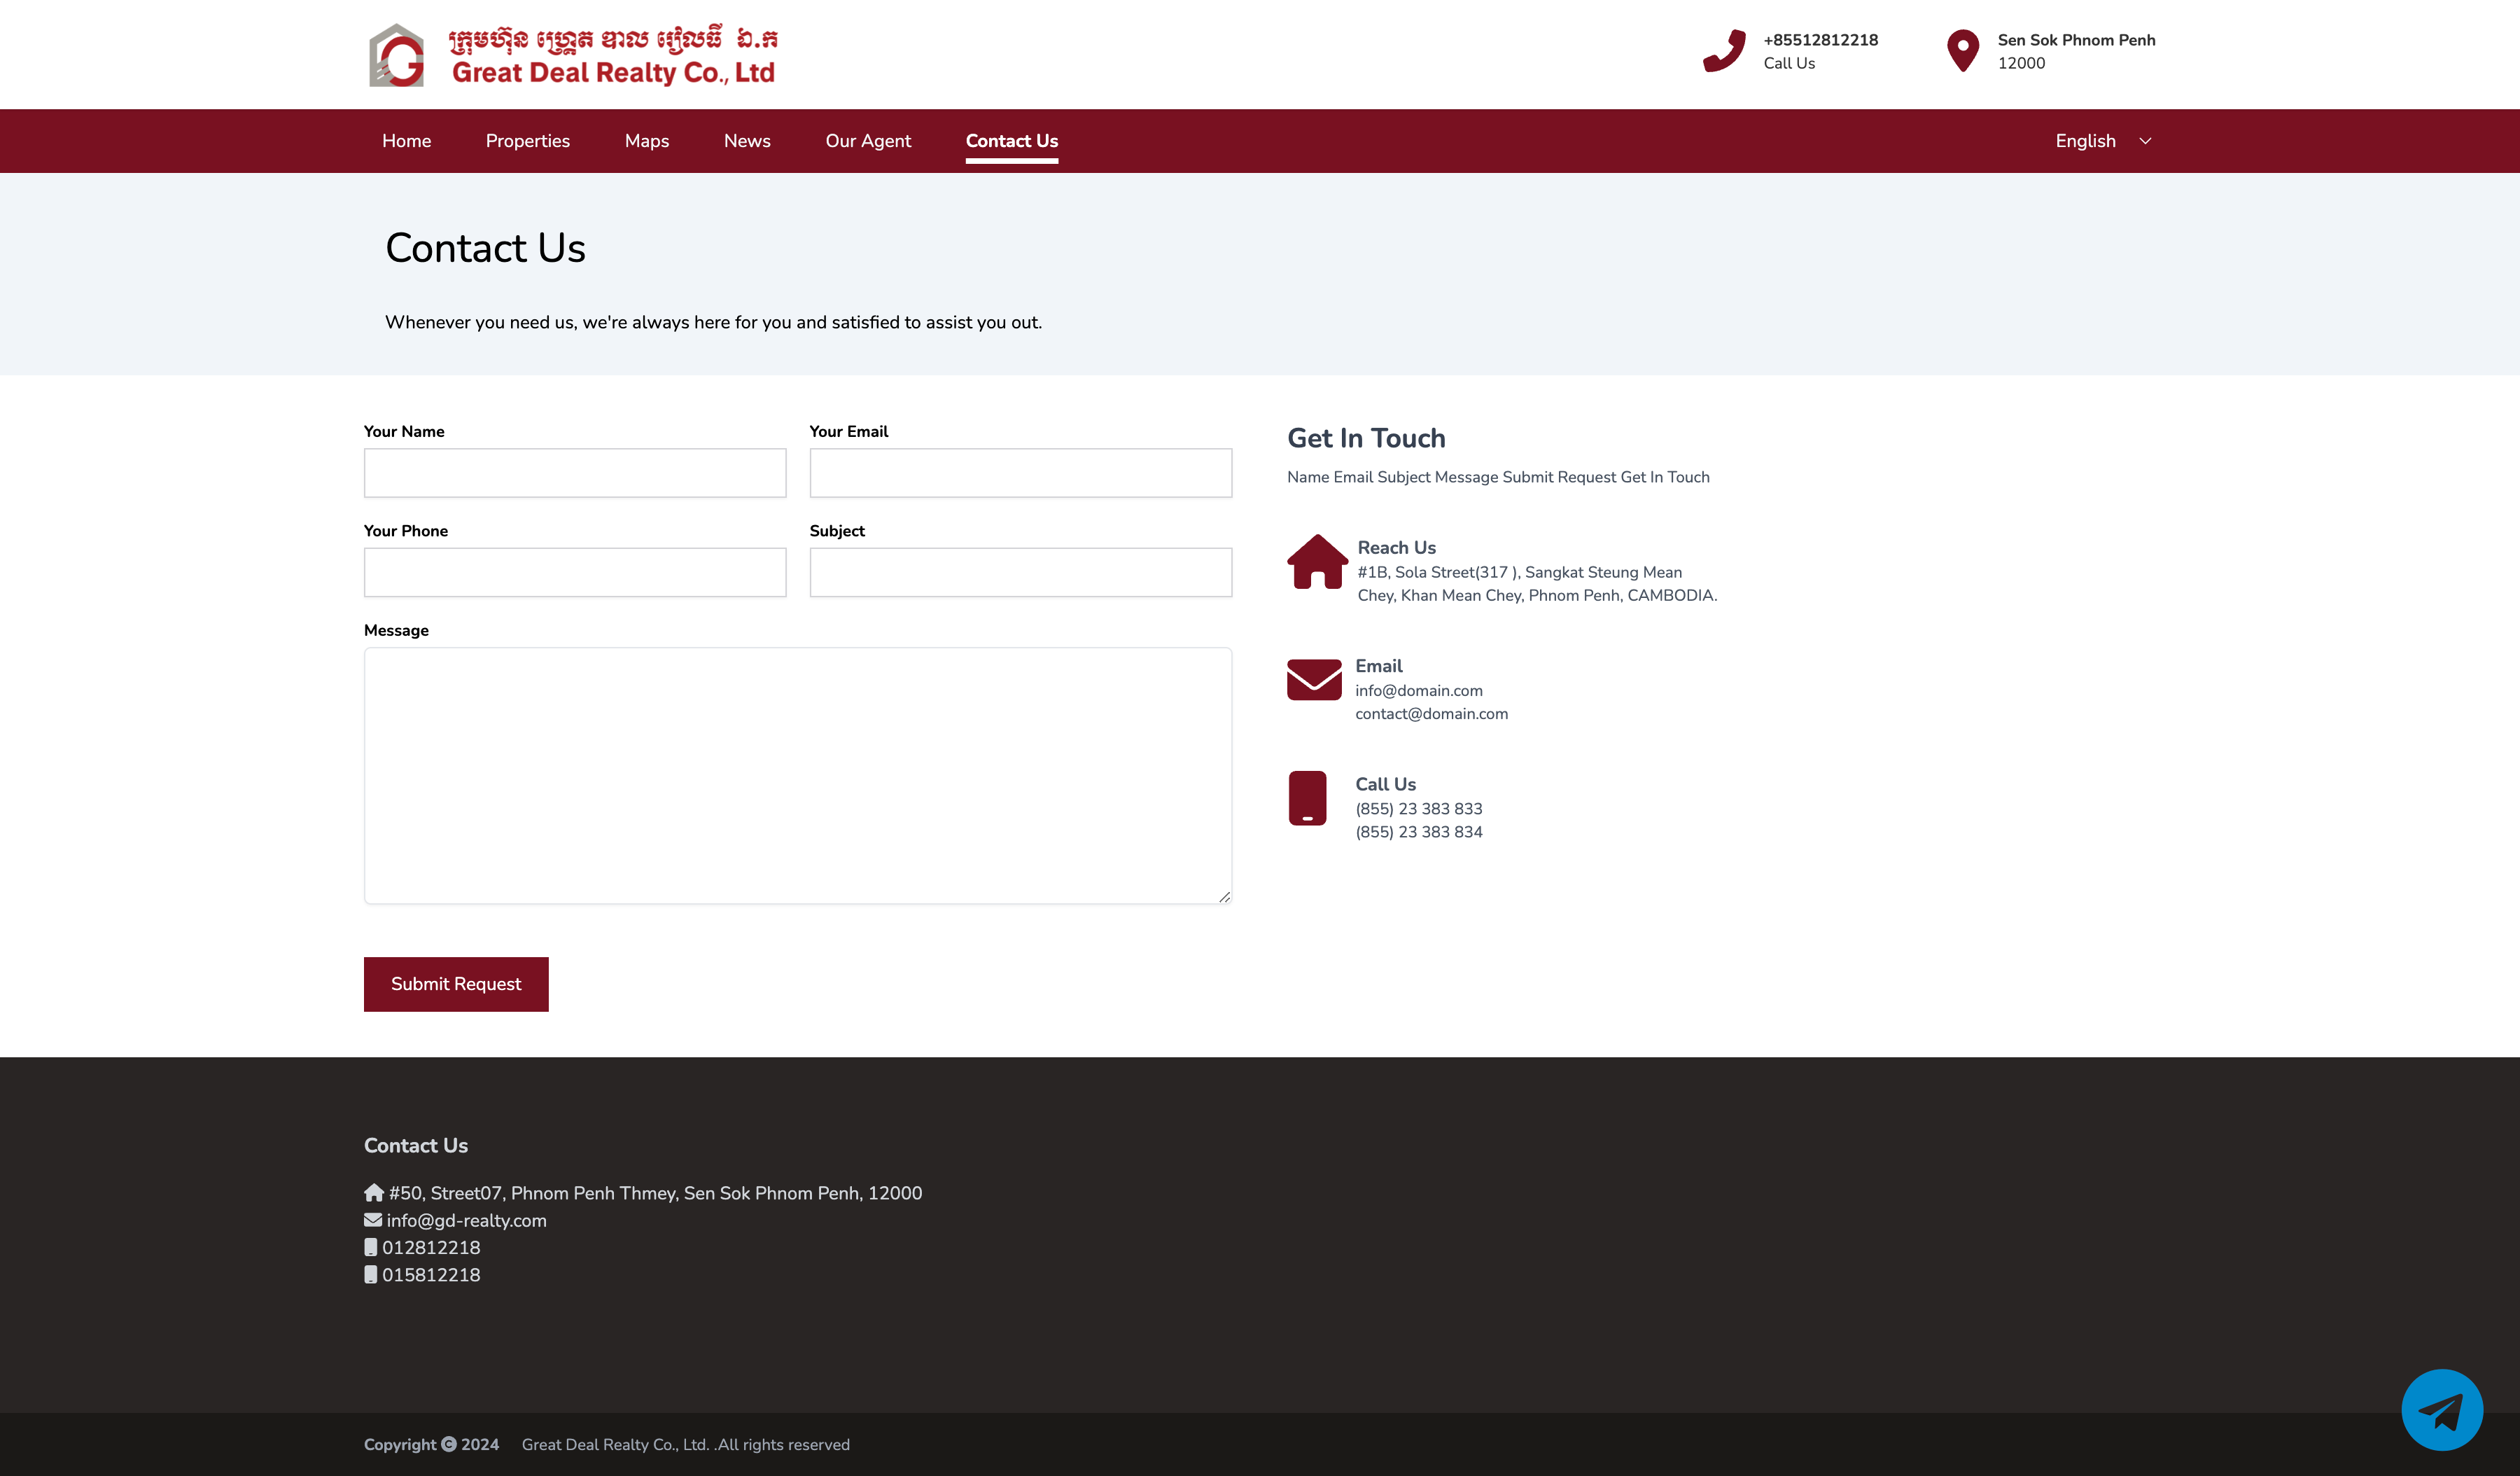 ក្រុមហ៊ុន ហ្គ្រេត ឌាល រៀលធី ឯ.ក
Great Deal Realty Co., Ltd
+85512812218
Call Us
Sen Sok Phnom Penh
12000
Home Properties Maps News Our Agent Contact Us English
Contact Us
Whenever you need us, we're always here for you and satisfied to assist you out.
Your Name
Your Email
Your Phone
Subject
Message
Submit Request
Get In Touch
Name Email Subject Message Submit Request Get In Touch
Reach Us
#1B, Sola Street(317 ), Sangkat Steung Mean
Chey, Khan Mean Chey, Phnom Penh, CAMBODIA.
Email
info@domain.com
contact@domain.com
Call Us
(855) 23 383 833
(855) 23 383 834
Contact Us
#50, Street07, Phnom Penh Thmey, Sen Sok Phnom Penh, 12000
info@gd-realty.com
012812218
015812218
Copyright © 2024 Great Deal Realty Co., Ltd. .All rights reserved